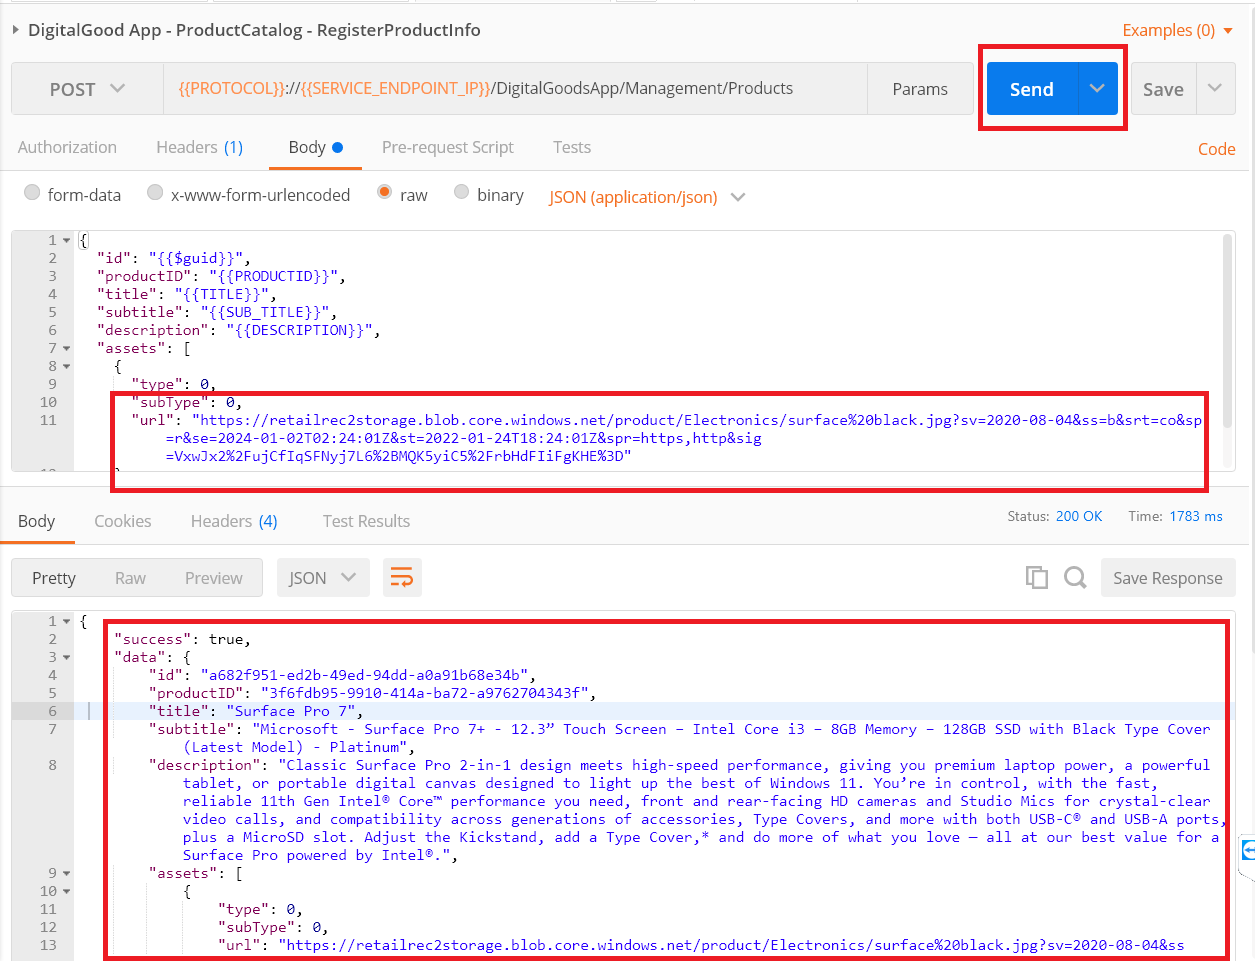 DigitalGood App - ProductCatalog - RegisterProductInfo
Examples (0)
POST {{PROTOCOL}}://{{SERVICE_ENDPOINT_IP}}/DigitalGoodsApp/Management/Products Params Send Save
Authorization Headers (1) Body Pre-request Script Tests Code
form-data x-www-form-urlencoded raw binary JSON (application/json)
1 {
2 "id": "{{$guid}}",
3 "productID": "{{PRODUCTID}}",
4 "title": "{{TITLE}}",
5 "subtitle": "{{SUB_TITLE}}",
6 "description": "{{DESCRIPTION}}",
7 "assets": [
8 {
9 "type": 0,
10 "subType": 0,
11 "url": "https://retailrec2storage.blob.core.windows.net/product/Electronics/surface%20black.jpg?sv=2020-08-04&ss=b&srt=co&sp
=r&se=2024-01-02T02:24:01Z&st=2022-01-24T18:24:01Z&spr=https,http&sig
=VxwJx2%2FujCfIqSFNyj7L6%2BMQK5yiC5%2FrbHdFIiFgKHE%3D"
Body Cookies Headers (4) Test Results Status: 200 OK Time: 1783 ms
Pretty Raw Preview JSON Save Response
1 {
2 "success": true,
3 "data": {
4 "id": "a682f951-ed2b-49ed-94dd-a0a91b68e34b",
5 "productID": "3f6fdb95-9910-414a-ba72-a9762704343f",
6 "title": "Surface Pro 7",
7 "subtitle": "Microsoft - Surface Pro 7+ - 12.3” Touch Screen – Intel Core i3 – 8GB Memory – 128GB SSD with Black Type Cover
(Latest Model) - Platinum",
8 "description": "Classic Surface Pro 2-in-1 design meets high-speed performance, giving you premium laptop power, a powerful
tablet, or portable digital canvas designed to light up the best of Windows 11. You’re in control, with the fast,
reliable 11th Gen Intel® Core™ performance you need, front and rear-facing HD cameras and Studio Mics for crystal-clear
video calls, and compatibility across generations of accessories, Type Covers, and more with both USB-C® and USB-A ports,
plus a MicroSD slot. Adjust the Kickstand, add a Type Cover,* and do more of what you love — all at our best value for a
Surface Pro powered by Intel®.",
9 "assets": [
10 {
11 "type": 0,
12 "subType": 0,
13 "url": "https://retailrec2storage.blob.core.windows.net/product/Electronics/surface%20black.jpg?sv=2020-08-04&ss